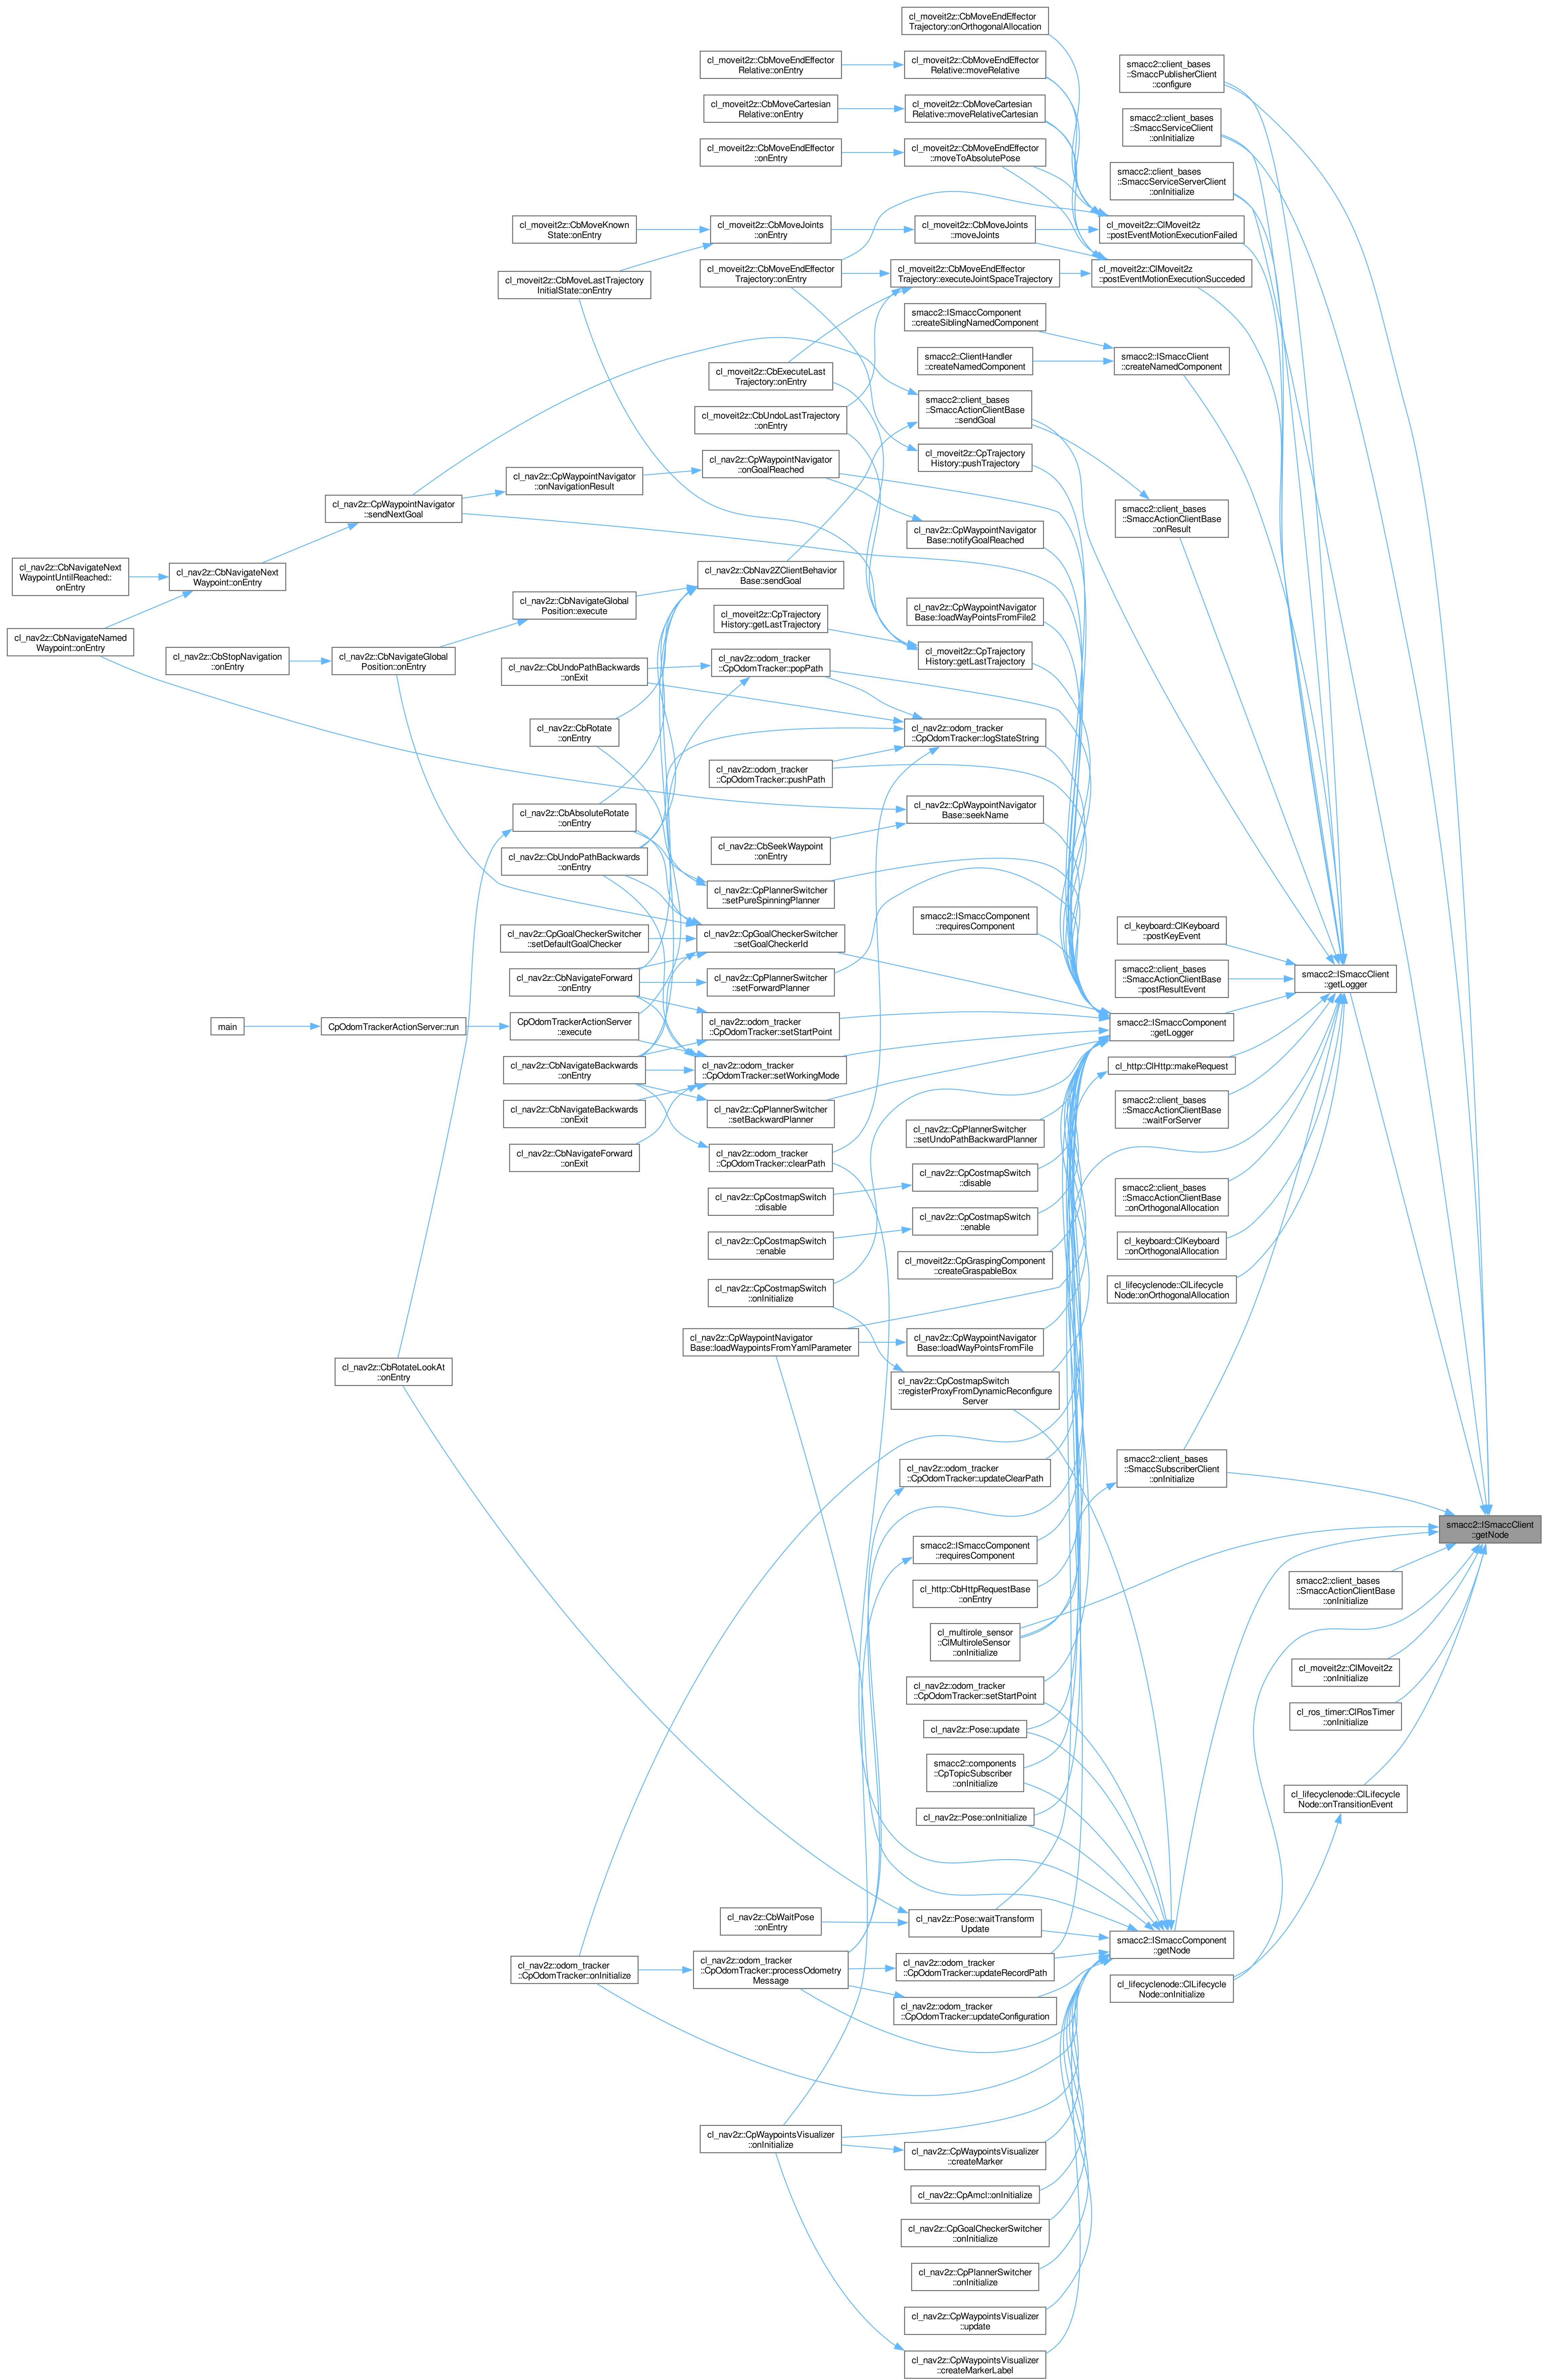 cl_moveit2z::CbMoveEndEffector
Trajectory::onOrthogonalAllocation
cl_moveit2z::CbMoveEndEffector
Relative::onEntry
cl_moveit2z::CbMoveEndEffector
Relative::moveRelative
smacc2::client_bases
::SmaccPublisherClient
::configure
cl_moveit2z::CbMoveCartesian
Relative::onEntry
cl_moveit2z::CbMoveCartesian
Relative::moveRelativeCartesian
smacc2::client_bases
::SmaccServiceClient
::onInitialize
cl_moveit2z::CbMoveEndEffector
::onEntry
cl_moveit2z::CbMoveEndEffector
::moveToAbsolutePose
smacc2::client_bases
::SmaccServiceServerClient
::onInitialize
cl_moveit2z::CbMoveKnown
State::onEntry
cl_moveit2z::CbMoveJoints
::onEntry
cl_moveit2z::CbMoveJoints
::moveJoints
cl_moveit2z::ClMoveit2z
::postEventMotionExecutionFailed
cl_moveit2z::CbMoveLastTrajectory
InitialState::onEntry
cl_moveit2z::CbMoveEndEffector
Trajectory::onEntry
cl_moveit2z::CbMoveEndEffector
Trajectory::executeJointSpaceTrajectory
cl_moveit2z::ClMoveit2z
::postEventMotionExecutionSucceded
smacc2::ISmaccComponent
::createSiblingNamedComponent
cl_moveit2z::CbExecuteLast
Trajectory::onEntry
smacc2::ClientHandler
::createNamedComponent
smacc2::ISmaccClient
::createNamedComponent
cl_moveit2z::CbUndoLastTrajectory
::onEntry
smacc2::client_bases
::SmaccActionClientBase
::sendGoal
cl_nav2z::CpWaypointNavigator
::onGoalReached
cl_moveit2z::CpTrajectory
History::pushTrajectory
cl_nav2z::CpWaypointNavigator
::onNavigationResult
cl_nav2z::CpWaypointNavigator
::sendNextGoal
smacc2::client_bases
::SmaccActionClientBase
::onResult
cl_nav2z::CpWaypointNavigator
Base::notifyGoalReached
cl_nav2z::CbNavigateNext
WaypointUntilReached::
onEntry
cl_nav2z::CbNavigateNext
Waypoint::onEntry
cl_nav2z::CbNav2ZClientBehavior
Base::sendGoal
cl_nav2z::CbNavigateGlobal
Position::execute
cl_moveit2z::CpTrajectory
History::getLastTrajectory
cl_nav2z::CpWaypointNavigator
Base::loadWayPointsFromFile2
cl_nav2z::CbNavigateNamed
Waypoint::onEntry
cl_nav2z::CbStopNavigation
::onEntry
cl_nav2z::CbNavigateGlobal
Position::onEntry
cl_nav2z::CbUndoPathBackwards
::onExit
cl_nav2z::odom_tracker
::CpOdomTracker::popPath
cl_moveit2z::CpTrajectory
History::getLastTrajectory
cl_nav2z::CbRotate
::onEntry
cl_nav2z::odom_tracker
::CpOdomTracker::logStateString
cl_nav2z::odom_tracker
::CpOdomTracker::pushPath
cl_nav2z::CbAbsoluteRotate
::onEntry
cl_nav2z::CpWaypointNavigator
Base::seekName
cl_nav2z::CbUndoPathBackwards
::onEntry
cl_nav2z::CbSeekWaypoint
::onEntry
cl_nav2z::CpPlannerSwitcher
::setPureSpinningPlanner
smacc2::ISmaccComponent
::requiresComponent
cl_keyboard::ClKeyboard
::postKeyEvent
cl_nav2z::CpGoalCheckerSwitcher
::setDefaultGoalChecker
cl_nav2z::CpGoalCheckerSwitcher
::setGoalCheckerId
smacc2::client_bases
::SmaccActionClientBase
::postResultEvent
smacc2::ISmaccClient
::getLogger
cl_nav2z::CbNavigateForward
::onEntry
cl_nav2z::CpPlannerSwitcher
::setForwardPlanner
main
CpOdomTrackerActionServer::run
CpOdomTrackerActionServer
::execute
cl_nav2z::odom_tracker
::CpOdomTracker::setStartPoint
smacc2::ISmaccComponent
::getLogger
cl_nav2z::CbNavigateBackwards
::onEntry
cl_nav2z::odom_tracker
::CpOdomTracker::setWorkingMode
cl_http::ClHttp::makeRequest
cl_nav2z::CbNavigateBackwards
::onExit
cl_nav2z::CpPlannerSwitcher
::setBackwardPlanner
smacc2::client_bases
::SmaccActionClientBase
::waitForServer
cl_nav2z::CbNavigateForward
::onExit
cl_nav2z::odom_tracker
::CpOdomTracker::clearPath
cl_nav2z::CpPlannerSwitcher
::setUndoPathBackwardPlanner
cl_nav2z::CpCostmapSwitch
::disable
cl_nav2z::CpCostmapSwitch
::disable
smacc2::client_bases
::SmaccActionClientBase
::onOrthogonalAllocation
cl_nav2z::CpCostmapSwitch
::enable
cl_nav2z::CpCostmapSwitch
::enable
cl_keyboard::ClKeyboard
::onOrthogonalAllocation
cl_moveit2z::CpGraspingComponent
::createGraspableBox
cl_nav2z::CpCostmapSwitch
::onInitialize
cl_lifecyclenode::ClLifecycle
Node::onOrthogonalAllocation
cl_nav2z::CpWaypointNavigator
Base::loadWaypointsFromYamlParameter
cl_nav2z::CpWaypointNavigator
Base::loadWayPointsFromFile
cl_nav2z::CbRotateLookAt
::onEntry
cl_nav2z::CpCostmapSwitch
::registerProxyFromDynamicReconfigure
Server
cl_nav2z::odom_tracker
::CpOdomTracker::updateClearPath
smacc2::client_bases
::SmaccSubscriberClient
::onInitialize
smacc2::ISmaccClient
::getNode
smacc2::ISmaccComponent
::requiresComponent
cl_http::CbHttpRequestBase
::onEntry
smacc2::client_bases
::SmaccActionClientBase
::onInitialize
cl_multirole_sensor
::ClMultiroleSensor
::onInitialize
cl_moveit2z::ClMoveit2z
::onInitialize
cl_nav2z::odom_tracker
::CpOdomTracker::setStartPoint
cl_ros_timer::ClRosTimer
::onInitialize
cl_nav2z::Pose::update
smacc2::components
::CpTopicSubscriber
::onInitialize
cl_lifecyclenode::ClLifecycle
Node::onTransitionEvent
cl_nav2z::Pose::onInitialize
cl_nav2z::CbWaitPose
::onEntry
cl_nav2z::Pose::waitTransform
Update
smacc2::ISmaccComponent
::getNode
cl_nav2z::odom_tracker
::CpOdomTracker::onInitialize
cl_nav2z::odom_tracker
::CpOdomTracker::processOdometry
Message
cl_nav2z::odom_tracker
::CpOdomTracker::updateRecordPath
cl_lifecyclenode::ClLifecycle
Node::onInitialize
cl_nav2z::odom_tracker
::CpOdomTracker::updateConfiguration
cl_nav2z::CpWaypointsVisualizer
::onInitialize
cl_nav2z::CpWaypointsVisualizer
::createMarker
cl_nav2z::CpAmcl::onInitialize
cl_nav2z::CpGoalCheckerSwitcher
::onInitialize
cl_nav2z::CpPlannerSwitcher
::onInitialize
cl_nav2z::CpWaypointsVisualizer
::update
cl_nav2z::CpWaypointsVisualizer
::createMarkerLabel